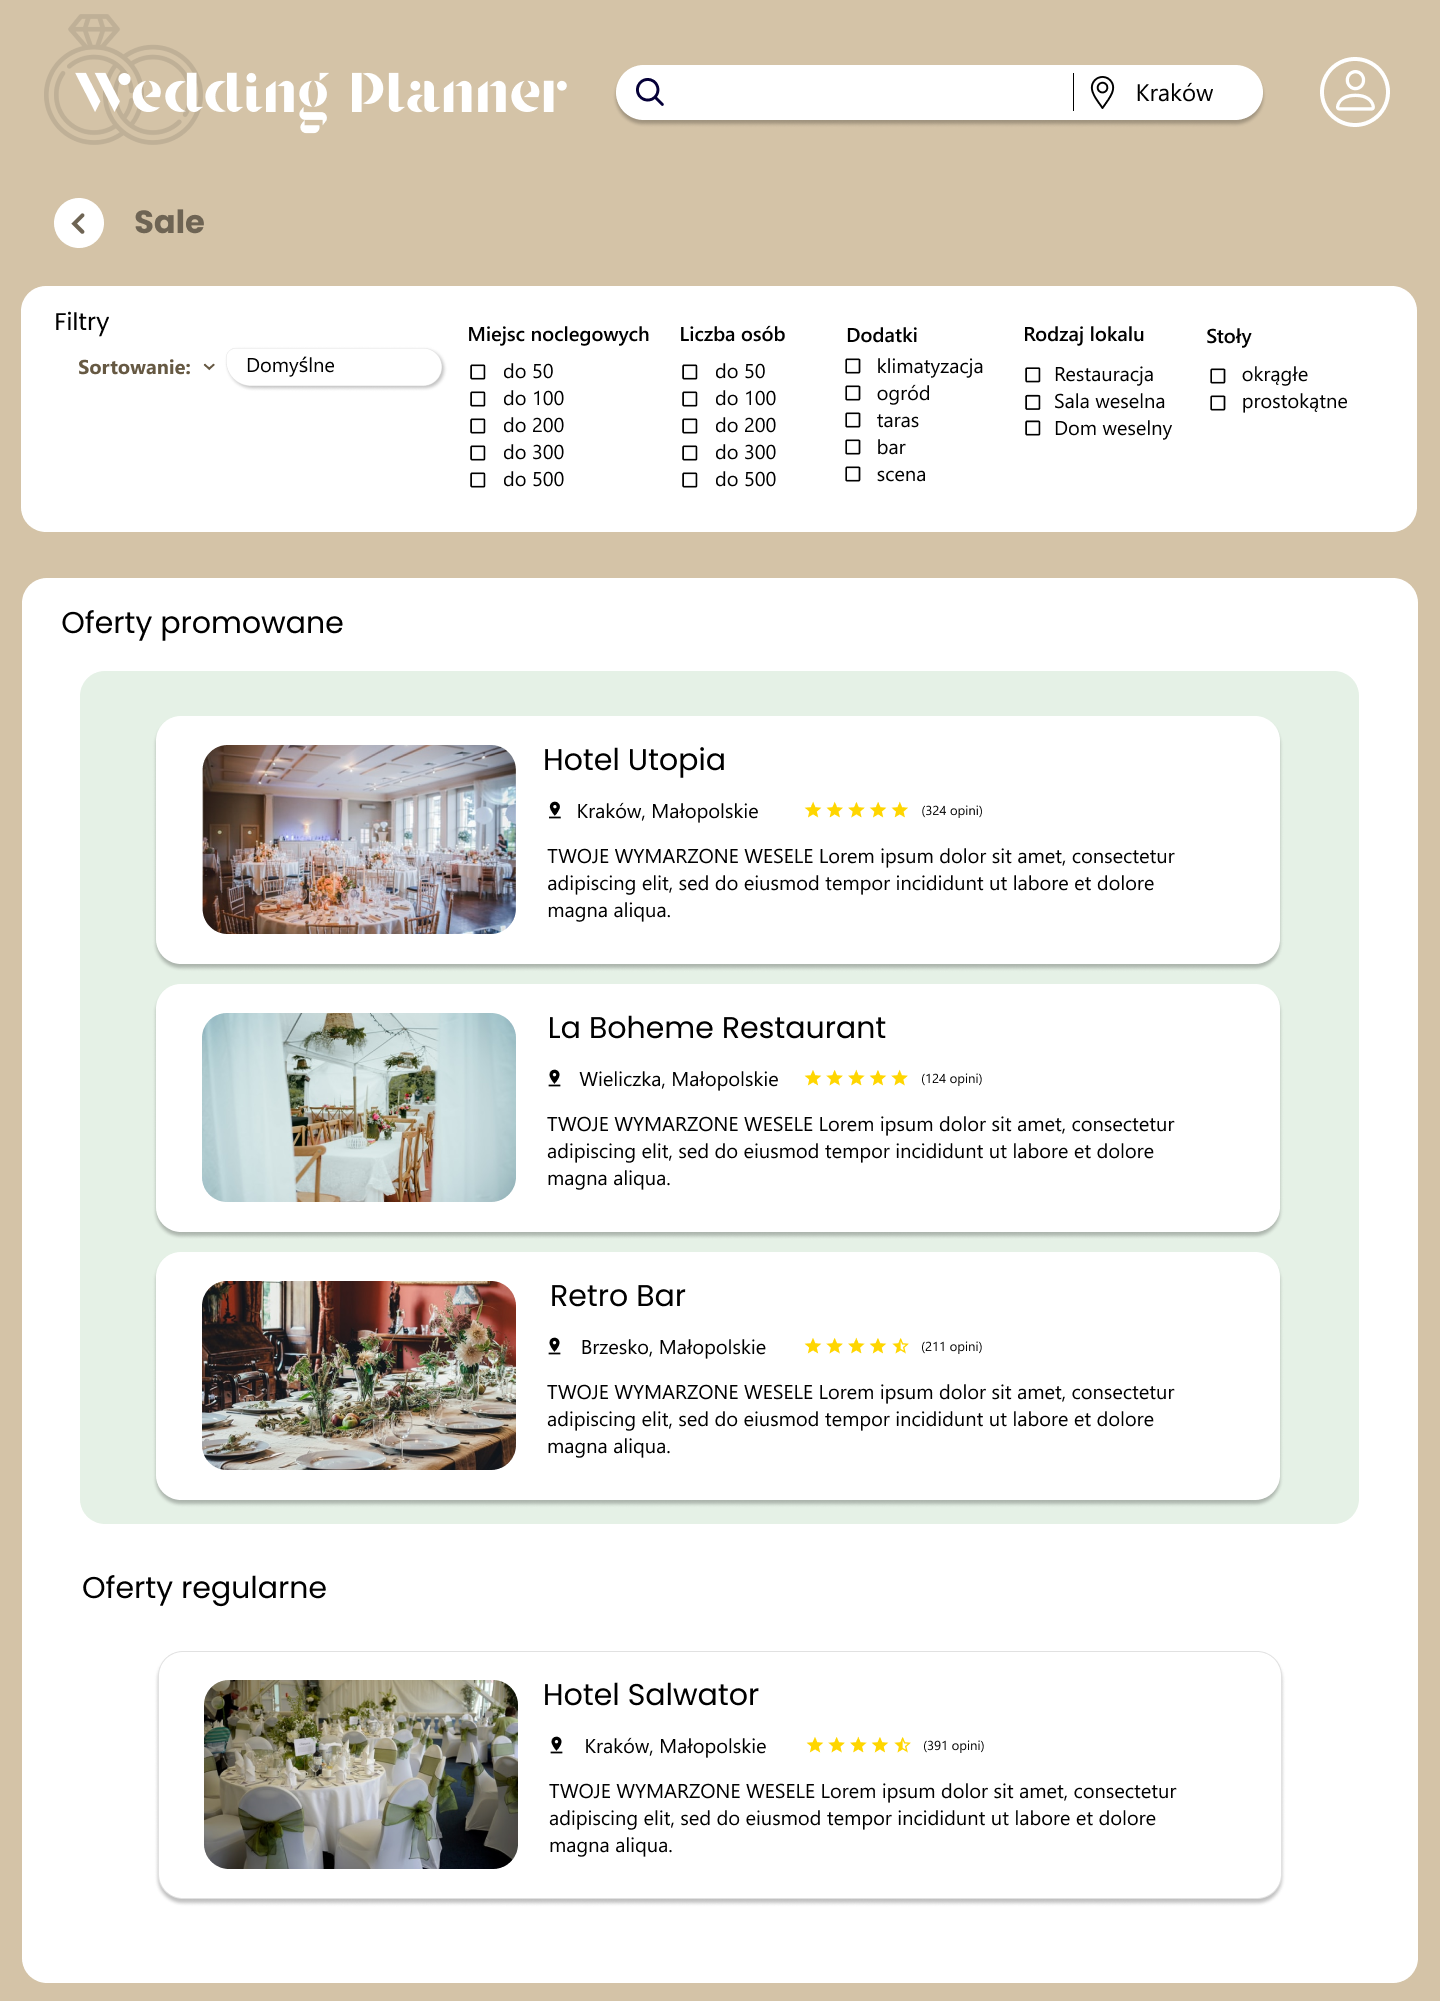 Wedding Planner
Kraków
Sale
Filtry
Sortowanie:
Domyślne
Miejsc noclegowych
do 50
do 100
do 200
do 300
do 500
Liczba osób
do 50
do 100
do 200
do 300
do 500
Dodatki
klimatyzacja
ogród
taras
bar
scena
Rodzaj lokalu
Restauracja
Sala weselna
Dom weselny
Stoły
okrągłe
prostokątne
Oferty promowane
Hotel Utopia
Kraków, Małopolskie
(324 opini)
TWOJE WYMARZONE WESELE Lorem ipsum dolor sit amet, consectetur
adipiscing elit, sed do eiusmod tempor incididunt ut labore et dolore
magna aliqua.
La Boheme Restaurant
Wieliczka, Małopolskie
(124 opini)
TWOJE WYMARZONE WESELE Lorem ipsum dolor sit amet, consectetur
adipiscing elit, sed do eiusmod tempor incididunt ut labore et dolore
magna aliqua.
Retro Bar
Brzesko, Małopolskie
(211 opini)
TWOJE WYMARZONE WESELE Lorem ipsum dolor sit amet, consectetur
adipiscing elit, sed do eiusmod tempor incididunt ut labore et dolore
magna aliqua.
Oferty regularne
Hotel Salwator
Kraków, Małopolskie
(391 opini)
TWOJE WYMARZONE WESELE Lorem ipsum dolor sit amet, consectetur
adipiscing elit, sed do eiusmod tempor incididunt ut labore et dolore
magna aliqua.